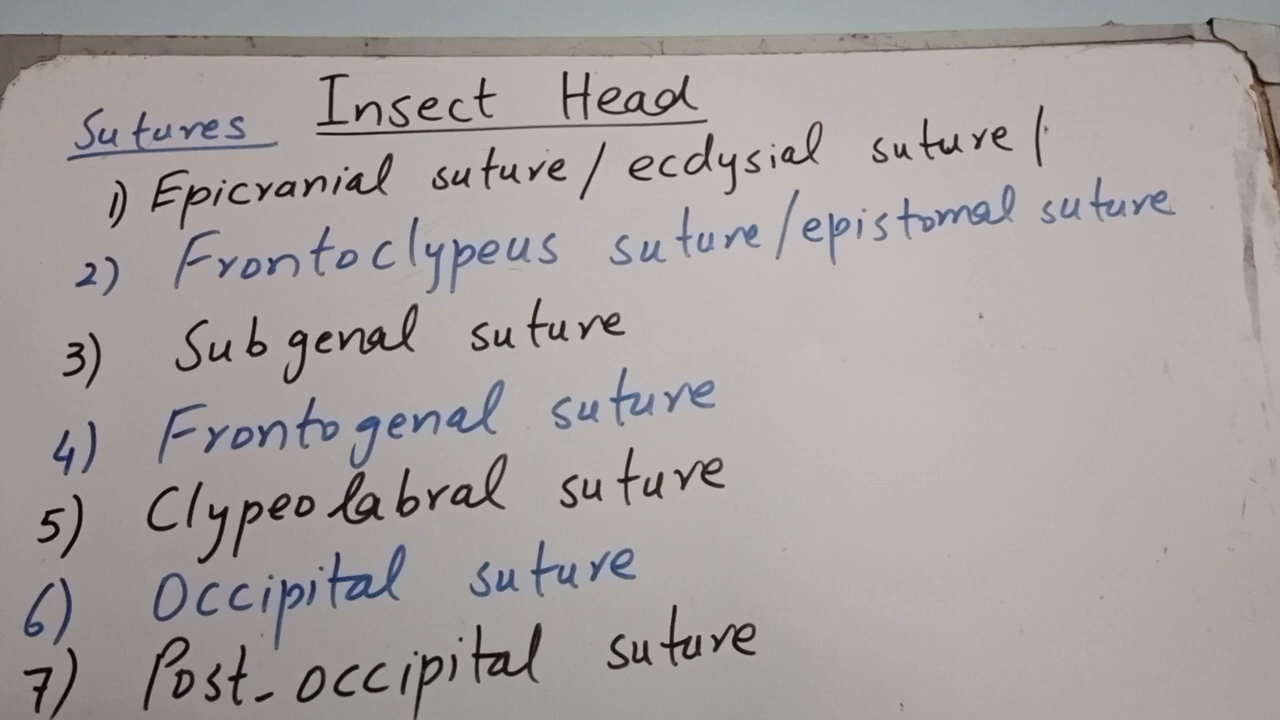 Insect Head
Sutures
1) Epicranial suture / ecdysial suture /
2) Frontoclypeus suture/epistomal suture
3) Subgenal suture
4) Frontogenal suture
5) Clypeolabral suture
6) Occipital suture
7) Post-occipital suture